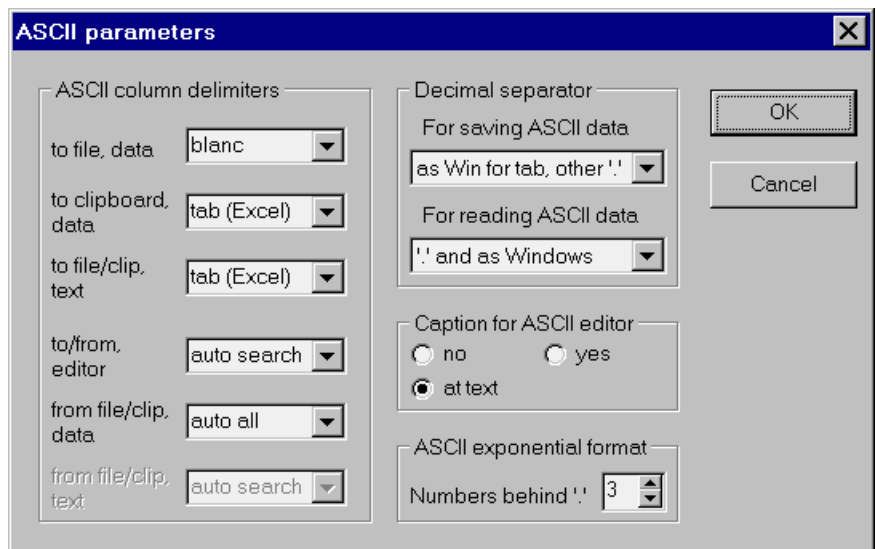 ASCII parameters
ASCII column delimiters
to file, data
blanc
to clipboard,
data
tab (Excel)
to file/clip,
text
tab (Excel)
to/from,
editor
auto search
from file/clip,
data
auto all
from file/clip,
text
auto search
Decimal separator
For saving ASCII data
as Win for tab, other '.'
For reading ASCII data
'.' and as Windows
Caption for ASCII editor
no
yes
at text
ASCII exponential format
Numbers behind '.'
3
OK
Cancel